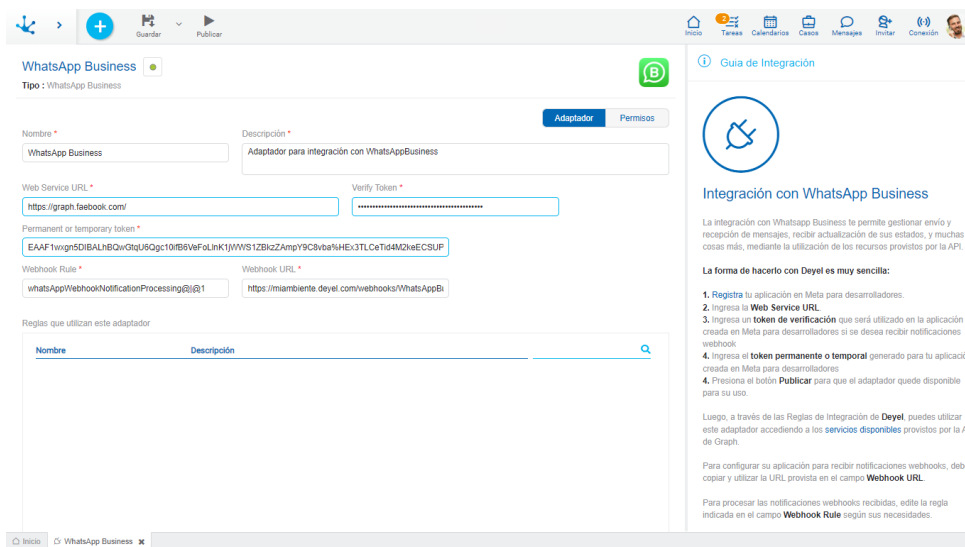 Guardar
Publicar
Inicio
2
Tareas
Calendarios
Casos
Mensajes
Invitar
Conexión
WhatsApp Business
Tipo : WhatsApp Business
B
Adaptador
Permisos
Nombre *
Descripción *
WhatsApp Business
Adaptador para integración con WhatsAppBusiness
Web Service URL *
Verify Token *
https://graph.faebook.com/
Permanent or temporary token *
Webhook Rule *
Webhook URL *
whatsAppWebhookNotificationProcessing@|@1
https://miambiente.deyel.com/webhooks/WhatsAppBu
Reglas que utilizan este adaptador
Nombre
Descripción
Guia de Integración
Integración con WhatsApp Business
La integración con Whatsapp Business te permite gestionar envío y
recepción de mensajes, recibir actualización de sus estados, y muchas
cosas más, mediante la utilización de los recursos provistos por la API.
La forma de hacerlo con Deyel es muy sencilla:
1. Registra tu aplicación en Meta para desarrolladores.
2. Ingresa la Web Service URL.
3. Ingresa un token de verificación que será utilizado en la aplicación
creada en Meta para desarrolladores si se desea recibir notificaciones
webhook
4. Ingresa el token permanente o temporal generado para tu aplicació
creada en Meta para desarrolladores
4. Presiona el botón Publicar para que el adaptador quede disponible
para su uso.
Luego, a través de las Reglas de Integración de Deyel, puedes utilizar
este adaptador accediendo a los servicios disponibles provistos por la A
de Graph.
Para configurar su aplicación para recibir notificaciones webhooks, deb
copiar y utilizar la URL provista en el campo Webhook URL.
Para procesar las notificaciones webhooks recibidas, edite la regla
indicada en el campo Webhook Rule según sus necesidades.
Inicio
WhatsApp Business